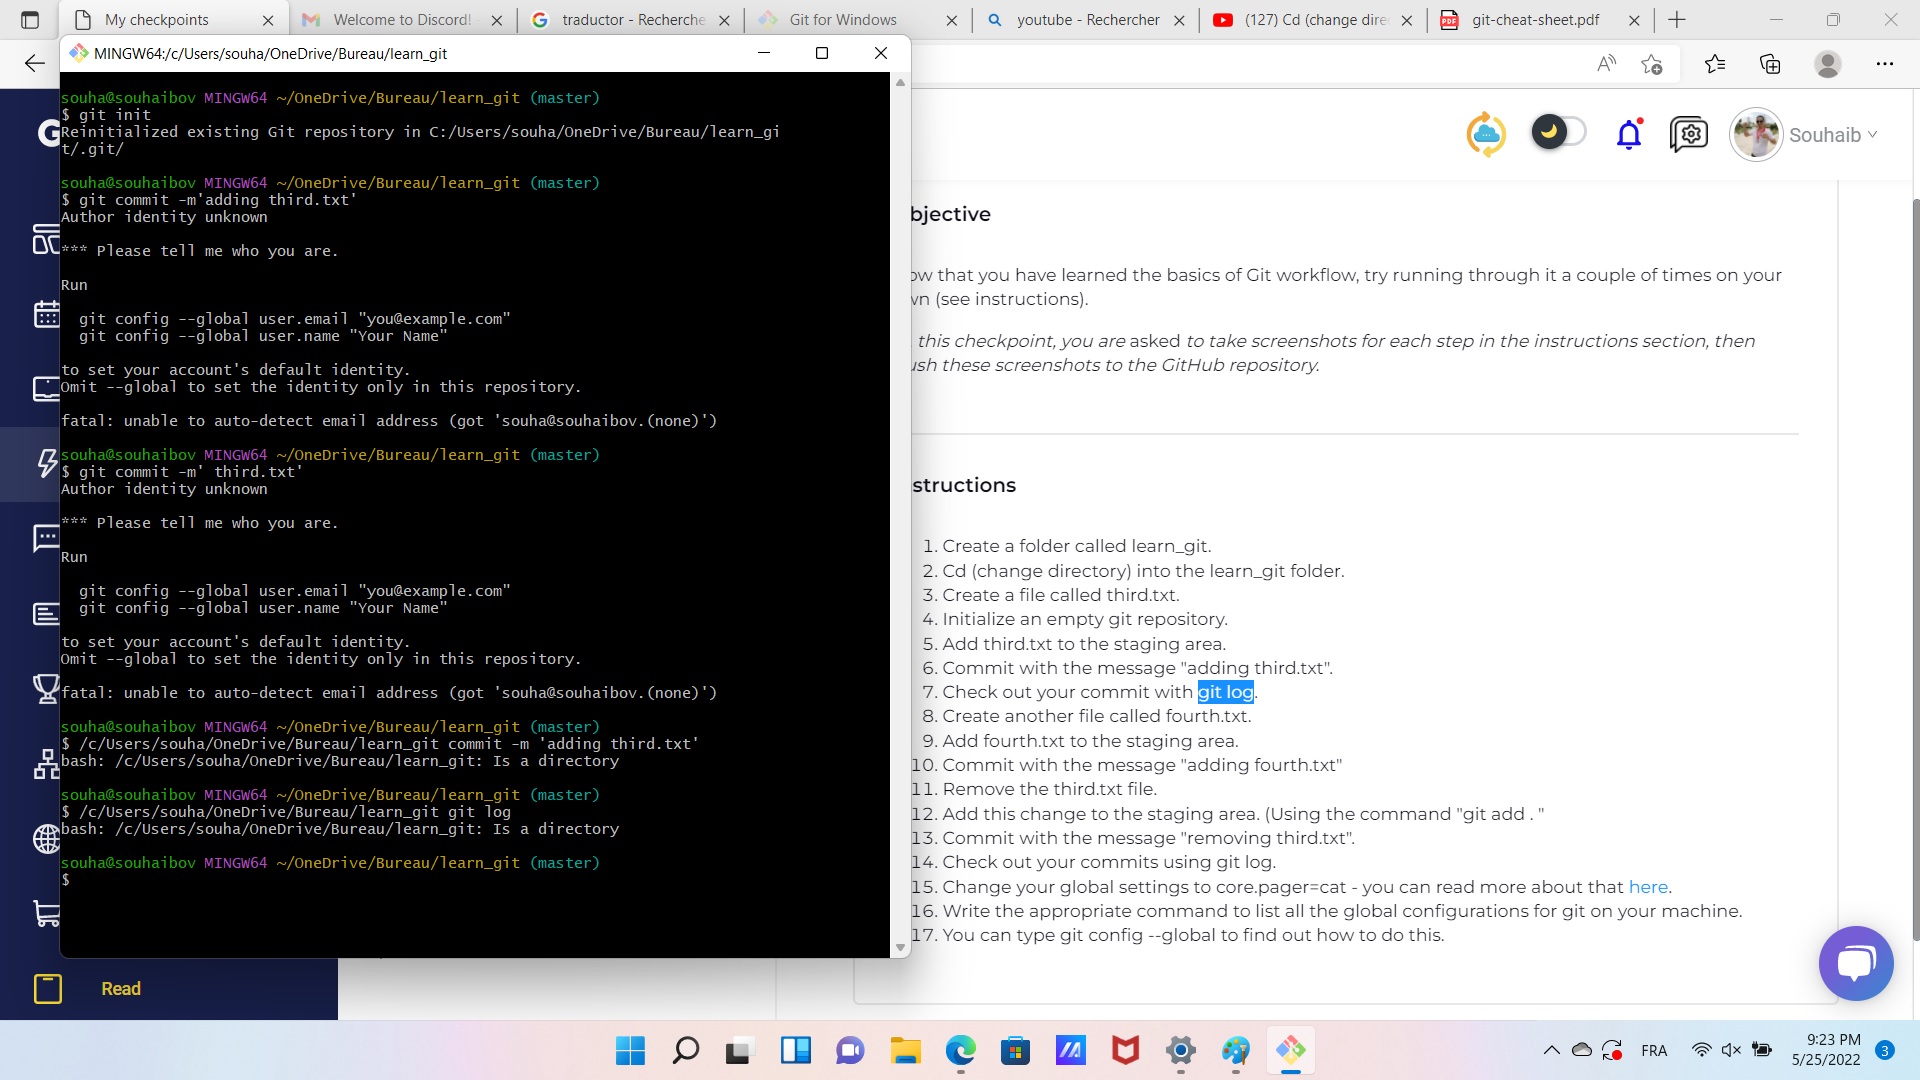 My checkpoints
Welcome to Discord!
traductor - Recherche
Git for Windows
youtube - Rechercher
(127) Cd (change dire
git-cheat-sheet.pdf
MINGW64:/c/Users/souha/OneDrive/Bureau/learn_git
souha@souhaibov MINGW64 ~/OneDrive/Bureau/learn_git (master)
$ git init
Reinitialized existing Git repository in C:/Users/souha/OneDrive/Bureau/learn_gi
t/.git/
souha@souhaibov MINGW64 ~/OneDrive/Bureau/learn_git (master)
$ git commit -m'adding third.txt'
Author identity unknown
*** Please tell me who you are.
Run
git config --global user.email "you@example.com"
git config --global user.name "Your Name"
to set your account's default identity.
Omit --global to set the identity only in this repository.
fatal: unable to auto-detect email address (got 'souha@souhaibov.(none)')
souha@souhaibov MINGW64 ~/OneDrive/Bureau/learn_git (master)
$ git commit -m' third.txt'
Author identity unknown
*** Please tell me who you are.
Run
git config --global user.email "you@example.com"
git config --global user.name "Your Name"
to set your account's default identity.
Omit --global to set the identity only in this repository.
fatal: unable to auto-detect email address (got 'souha@souhaibov.(none)')
souha@souhaibov MINGW64 ~/OneDrive/Bureau/learn_git (master)
$ /c/Users/souha/OneDrive/Bureau/learn_git commit -m 'adding third.txt'
bash: /c/Users/souha/OneDrive/Bureau/learn_git: Is a directory
souha@souhaibov MINGW64 ~/OneDrive/Bureau/learn_git (master)
$ /c/Users/souha/OneDrive/Bureau/learn_git git log
bash: /c/Users/souha/OneDrive/Bureau/learn_git: Is a directory
souha@souhaibov MINGW64 ~/OneDrive/Bureau/learn_git (master)
$
Read
Souhaib
bjective
ow that you have learned the basics of Git workflow, try running through it a couple of times on your
wn (see instructions).
this checkpoint, you are asked to take screenshots for each step in the instructions section, then
ush these screenshots to the GitHub repository.
structions
1. Create a folder called learn_git.
2. Cd (change directory) into the learn_git folder.
3. Create a file called third.txt.
4. Initialize an empty git repository.
5. Add third.txt to the staging area.
6. Commit with the message "adding third.txt".
7. Check out your commit with git log.
8. Create another file called fourth.txt.
9. Add fourth.txt to the staging area.
10. Commit with the message "adding fourth.txt"
11. Remove the third.txt file.
12. Add this change to the staging area. (Using the command "git add . "
13. Commit with the message "removing third.txt".
14. Check out your commits using git log.
15. Change your global settings to core.pager=cat - you can read more about that here.
16. Write the appropriate command to list all the global configurations for git on your machine.
17. You can type git config --global to find out how to do this.
FRA
9:23 PM
5/25/2022
3